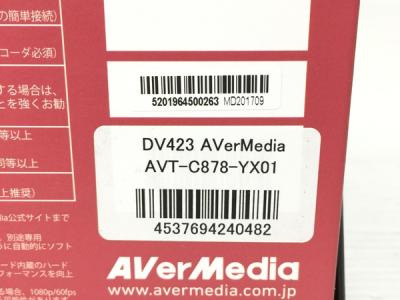 の簡単接続)
コーダ必須)
する場合は、
とを強くお勧
等以上
同等以上
上推奨)
dia公式サイトまで
、別途専用
らに自動的にソフト
ード内蔵のハード
フォーマンスを向上
る場合、1080p/60fps
5201964500263 MD201709
DV423 AVerMedia
AVT-C878-YX01
4537694240482
AVerMedia
www.avermedia.co.jp